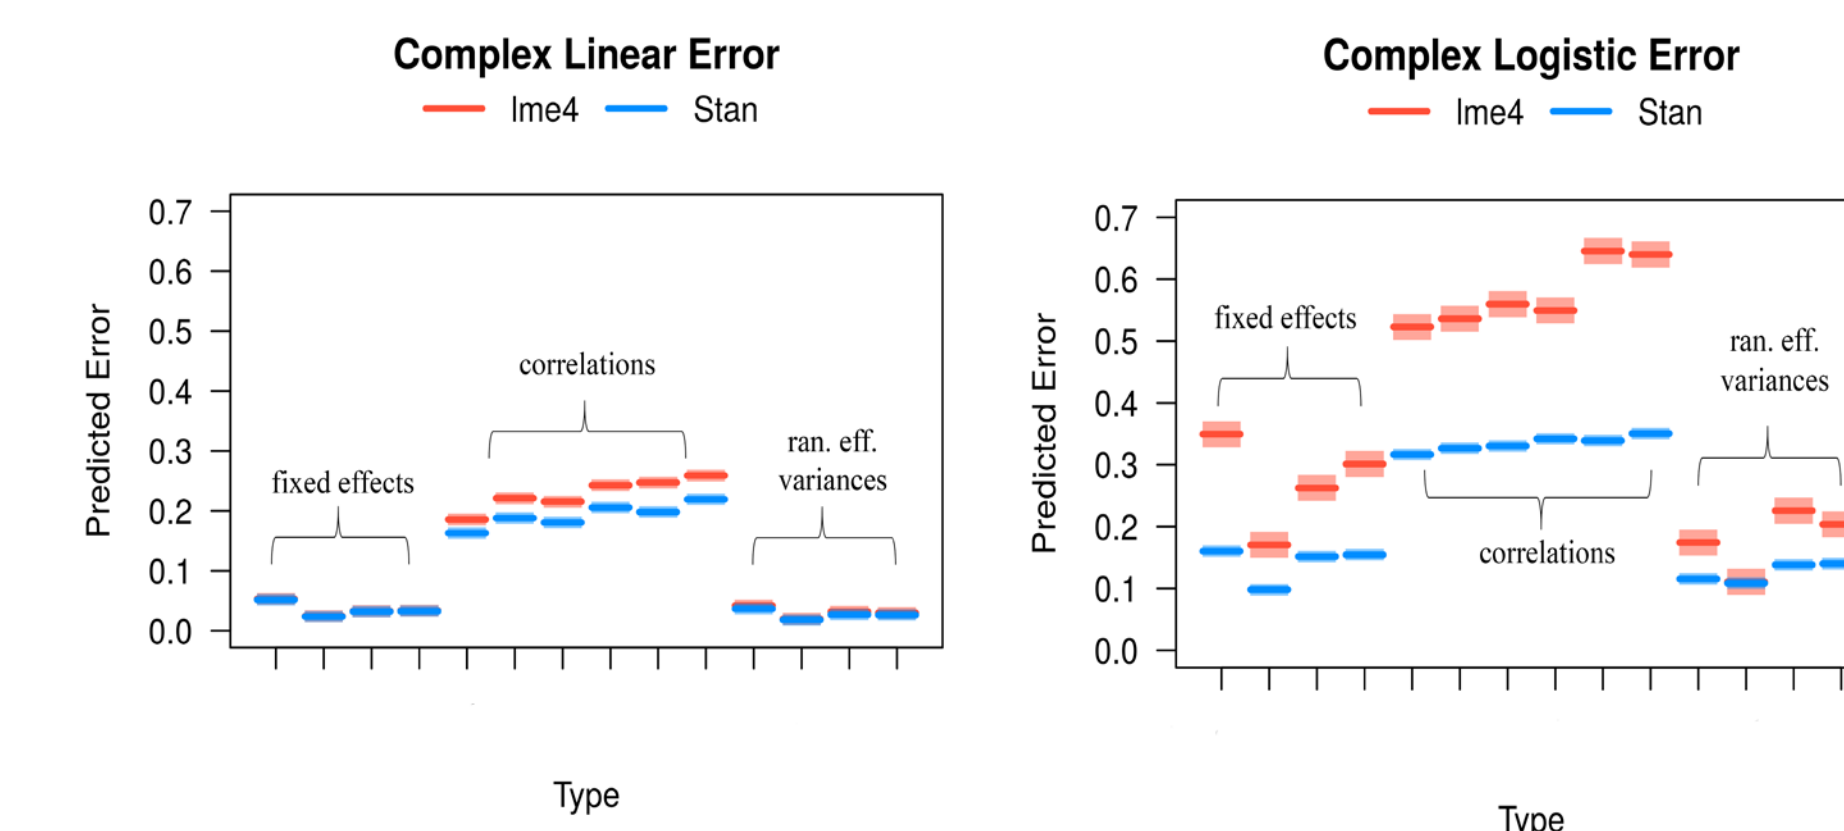 Complex Linear Error
lme4 Stan
0.7
0.6
0.5
0.4
0.3
0.2
0.1
0.0
Predicted Error
fixed effects
correlations
ran. eff.
variances
Type
Complex Logistic Error
lme4 Stan
0.7
0.6
0.5
0.4
0.3
0.2
0.1
0.0
Predicted Error
fixed effects
correlations
ran. eff.
variances
Type